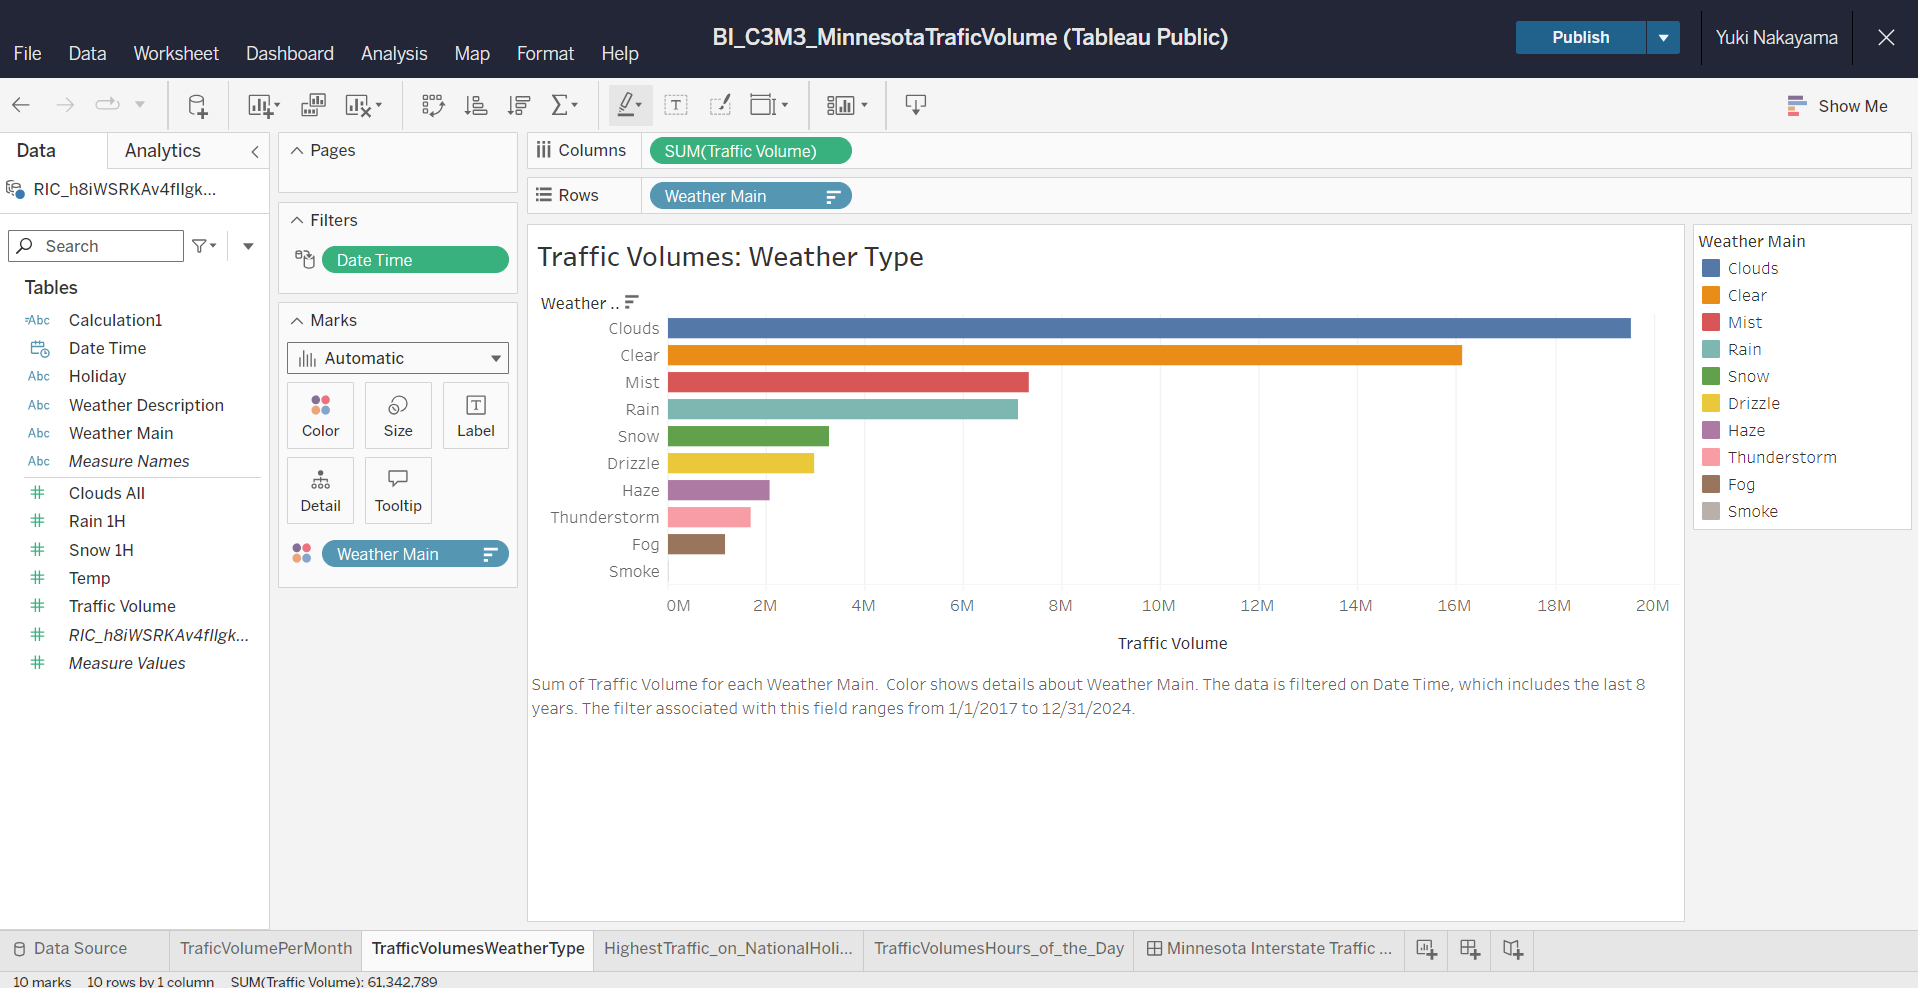 BI_C3M3_MinnesotaTraficVolume (Tableau Public)
Publish
Yuki Nakayama
File Data Worksheet Dashboard Analysis Map Format Help
Show Me
Data Analytics
RIC_h8iWSRKAv4fIIgk...
Search
Tables
Abc Calculation1
Date Time
Abc Holiday
Abc Weather Description
Abc Weather Main
Abc Measure Names
Clouds All
Rain 1H
Snow 1H
Temp
Traffic Volume
RIC_h8iWSRKAv4fIIgk...
Measure Values
Pages
Filters
Date Time
Marks
Automatic
Color Size Label
Detail Tooltip
Weather Main
Columns SUM(Traffic Volume)
Rows Weather Main
Traffic Volumes: Weather Type
Weather ..
Clouds
Clear
Mist
Rain
Snow
Drizzle
Haze
Thunderstorm
Fog
Smoke
0M 2M 4M 6M 8M 10M 12M 14M 16M 18M 20M
Traffic Volume
Sum of Traffic Volume for each Weather Main. Color shows details about Weather Main. The data is filtered on Date Time, which includes the last 8
years. The filter associated with this field ranges from 1/1/2017 to 12/31/2024.
Weather Main
Clouds
Clear
Mist
Rain
Snow
Drizzle
Haze
Thunderstorm
Fog
Smoke
Data Source TraficVolumePerMonth TrafficVolumesWeatherType HighestTraffic_on_NationalHoli... TrafficVolumesHours_of_the_Day Minnesota Interstate Traffic ...
10 marks 10 rows by 1 column SUM(Traffic Volume): 61,342,789